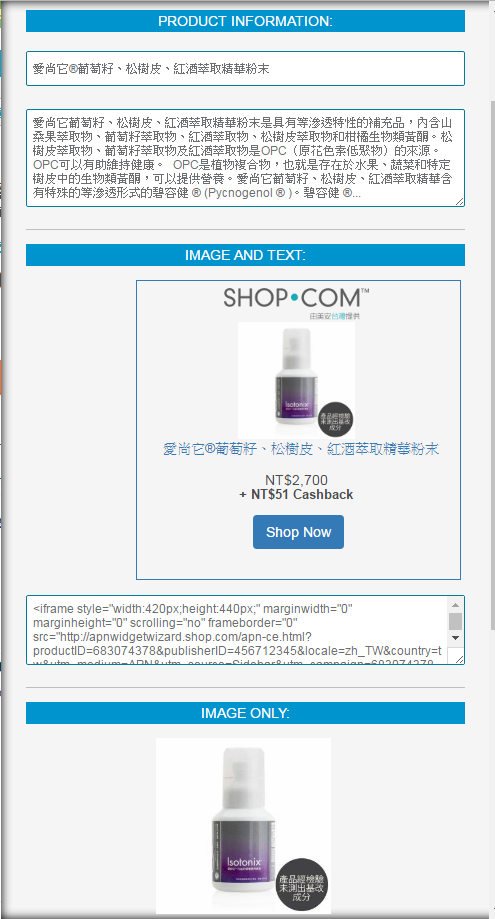 PRODUCT INFORMATION:
愛尚它®葡萄籽、松樹皮、紅酒萃取精華粉末
愛尚它葡萄籽、松樹皮、紅酒萃取精華粉末是具有等滲透特性的補充品，內含山
桑果萃取物、葡萄籽萃取物、紅酒萃取物、松樹皮萃取物和柑橘生物類黃酮。松
樹皮萃取物、葡萄籽萃取物及紅酒萃取物是OPC（原花色素低聚物）的來源。
OPC可以有助維持健康。 OPC是植物複合物，也就是存在於水果、蔬菜和特定
樹皮中的生物類黃酮，可以提供營養。愛尚它葡萄籽、松樹皮、紅酒萃取精華含
有特殊的等滲透形式的碧容健 ® (Pycnogenol ® )。碧容健 ®...
IMAGE AND TEXT:
SHOP•COM™
由美安台灣提供
Isotonix
產品經檢驗
未測出基改
成分
愛尚它®葡萄籽、松樹皮、紅酒萃取精華粉末
NT$2,700
+ NT$51 Cashback
Shop Now
<iframe style="width:420px;height:440px;" marginwidth="0"
marginheight="0" scrolling="no" frameborder="0"
src="http://apnwidgetwizard.shop.com/apn-ce.html?
productID=683074378&publisherID=456712345&locale=zh_TW&country=t
w&utm_medium=APN&utm_source=Sidebar&utm_campaign=683074378
IMAGE ONLY:
Isotonix
產品經檢驗
未測出基改
成分